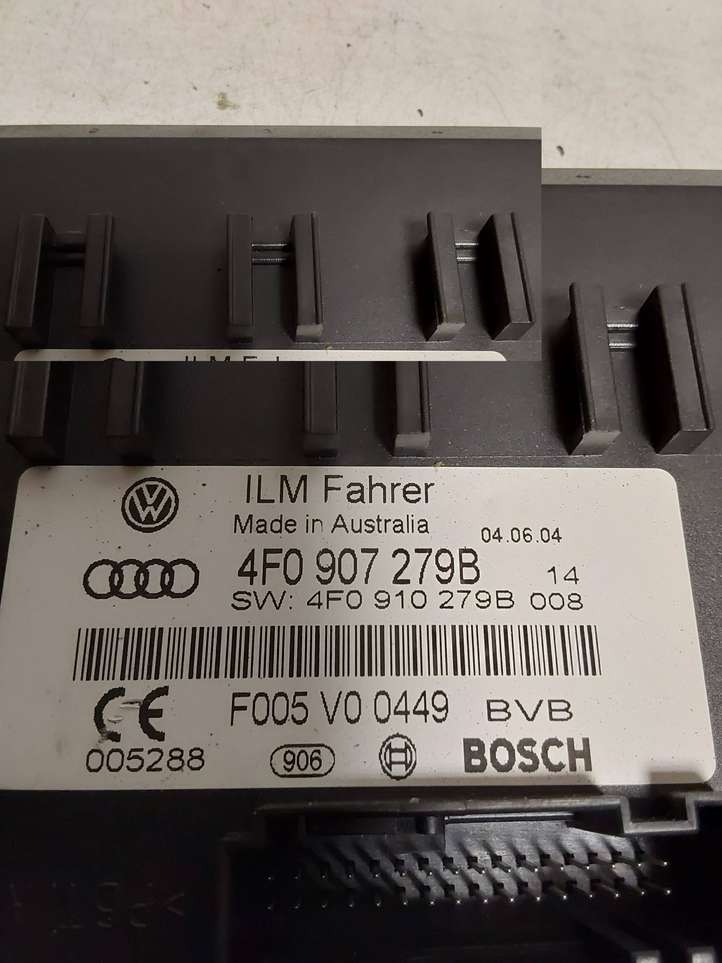 ILM Fahrer
Made in Australia 04.06.04
4F0 907 279B 14
SW: 4F0 910 279B 008
F005 V0 0449 BVB
005288 906 BOSCH